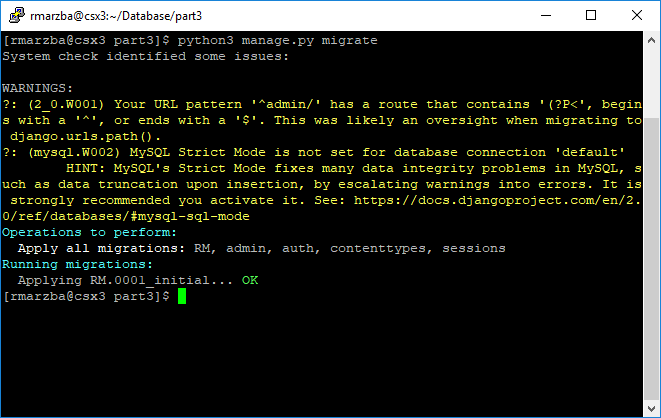 rmarzba@csx3:~/Database/part3
[rmarzba@csx3 part3]$ python3 manage.py migrate
System check identified some issues:
WARNINGS:
?: (2_0.W001) Your URL pattern '^admin/' has a route that contains '(?P<', begin
s with a '^', or ends with a '$'. This was likely an oversight when migrating to
 django.urls.path().
?: (mysql.W002) MySQL Strict Mode is not set for database connection 'default'
        HINT: MySQL's Strict Mode fixes many data integrity problems in MySQL, s
uch as data truncation upon insertion, by escalating warnings into errors. It is
 strongly recommended you activate it. See: https://docs.djangoproject.com/en/2.
0/ref/databases/#mysql-sql-mode
Operations to perform:
  Apply all migrations: RM, admin, auth, contenttypes, sessions
Running migrations:
  Applying RM.0001_initial... OK
[rmarzba@csx3 part3]$